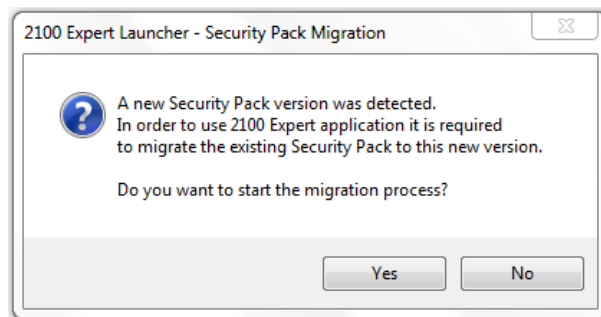 2100 Expert Launcher - Security Pack Migration
A new Security Pack version was detected.
In order to use 2100 Expert application it is required
to migrate the existing Security Pack to this new version.
Do you want to start the migration process?
Yes No